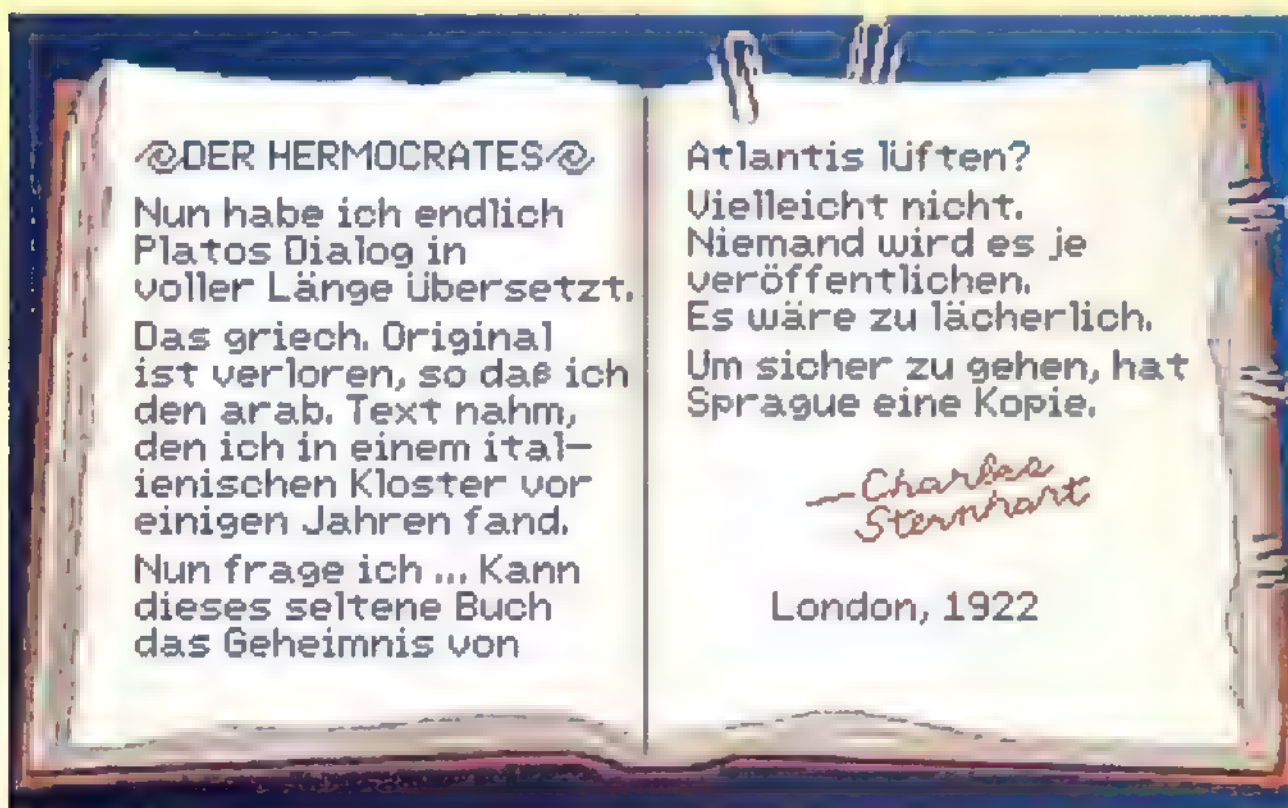 DER HERMOCRATES
Nun habe ich endlich
Platos Dialog in
voller Länge übersetzt.
Das griech. Original
ist verloren, so daß ich
den arab. Text nahm,
den ich in einem ital-
ienischen Kloster vor
einigen Jahren fand.
Nun frage ich ... Kann
dieses seltene Buch
das Geheimnis von
Atlantis lüften?
Vielleicht nicht.
Niemand wird es je
veröffentlichen.
Es wäre zu lächerlich.
Um sicher zu gehen, hat
Sprague eine Kopie.
— Charles
Sternhart
London, 1922